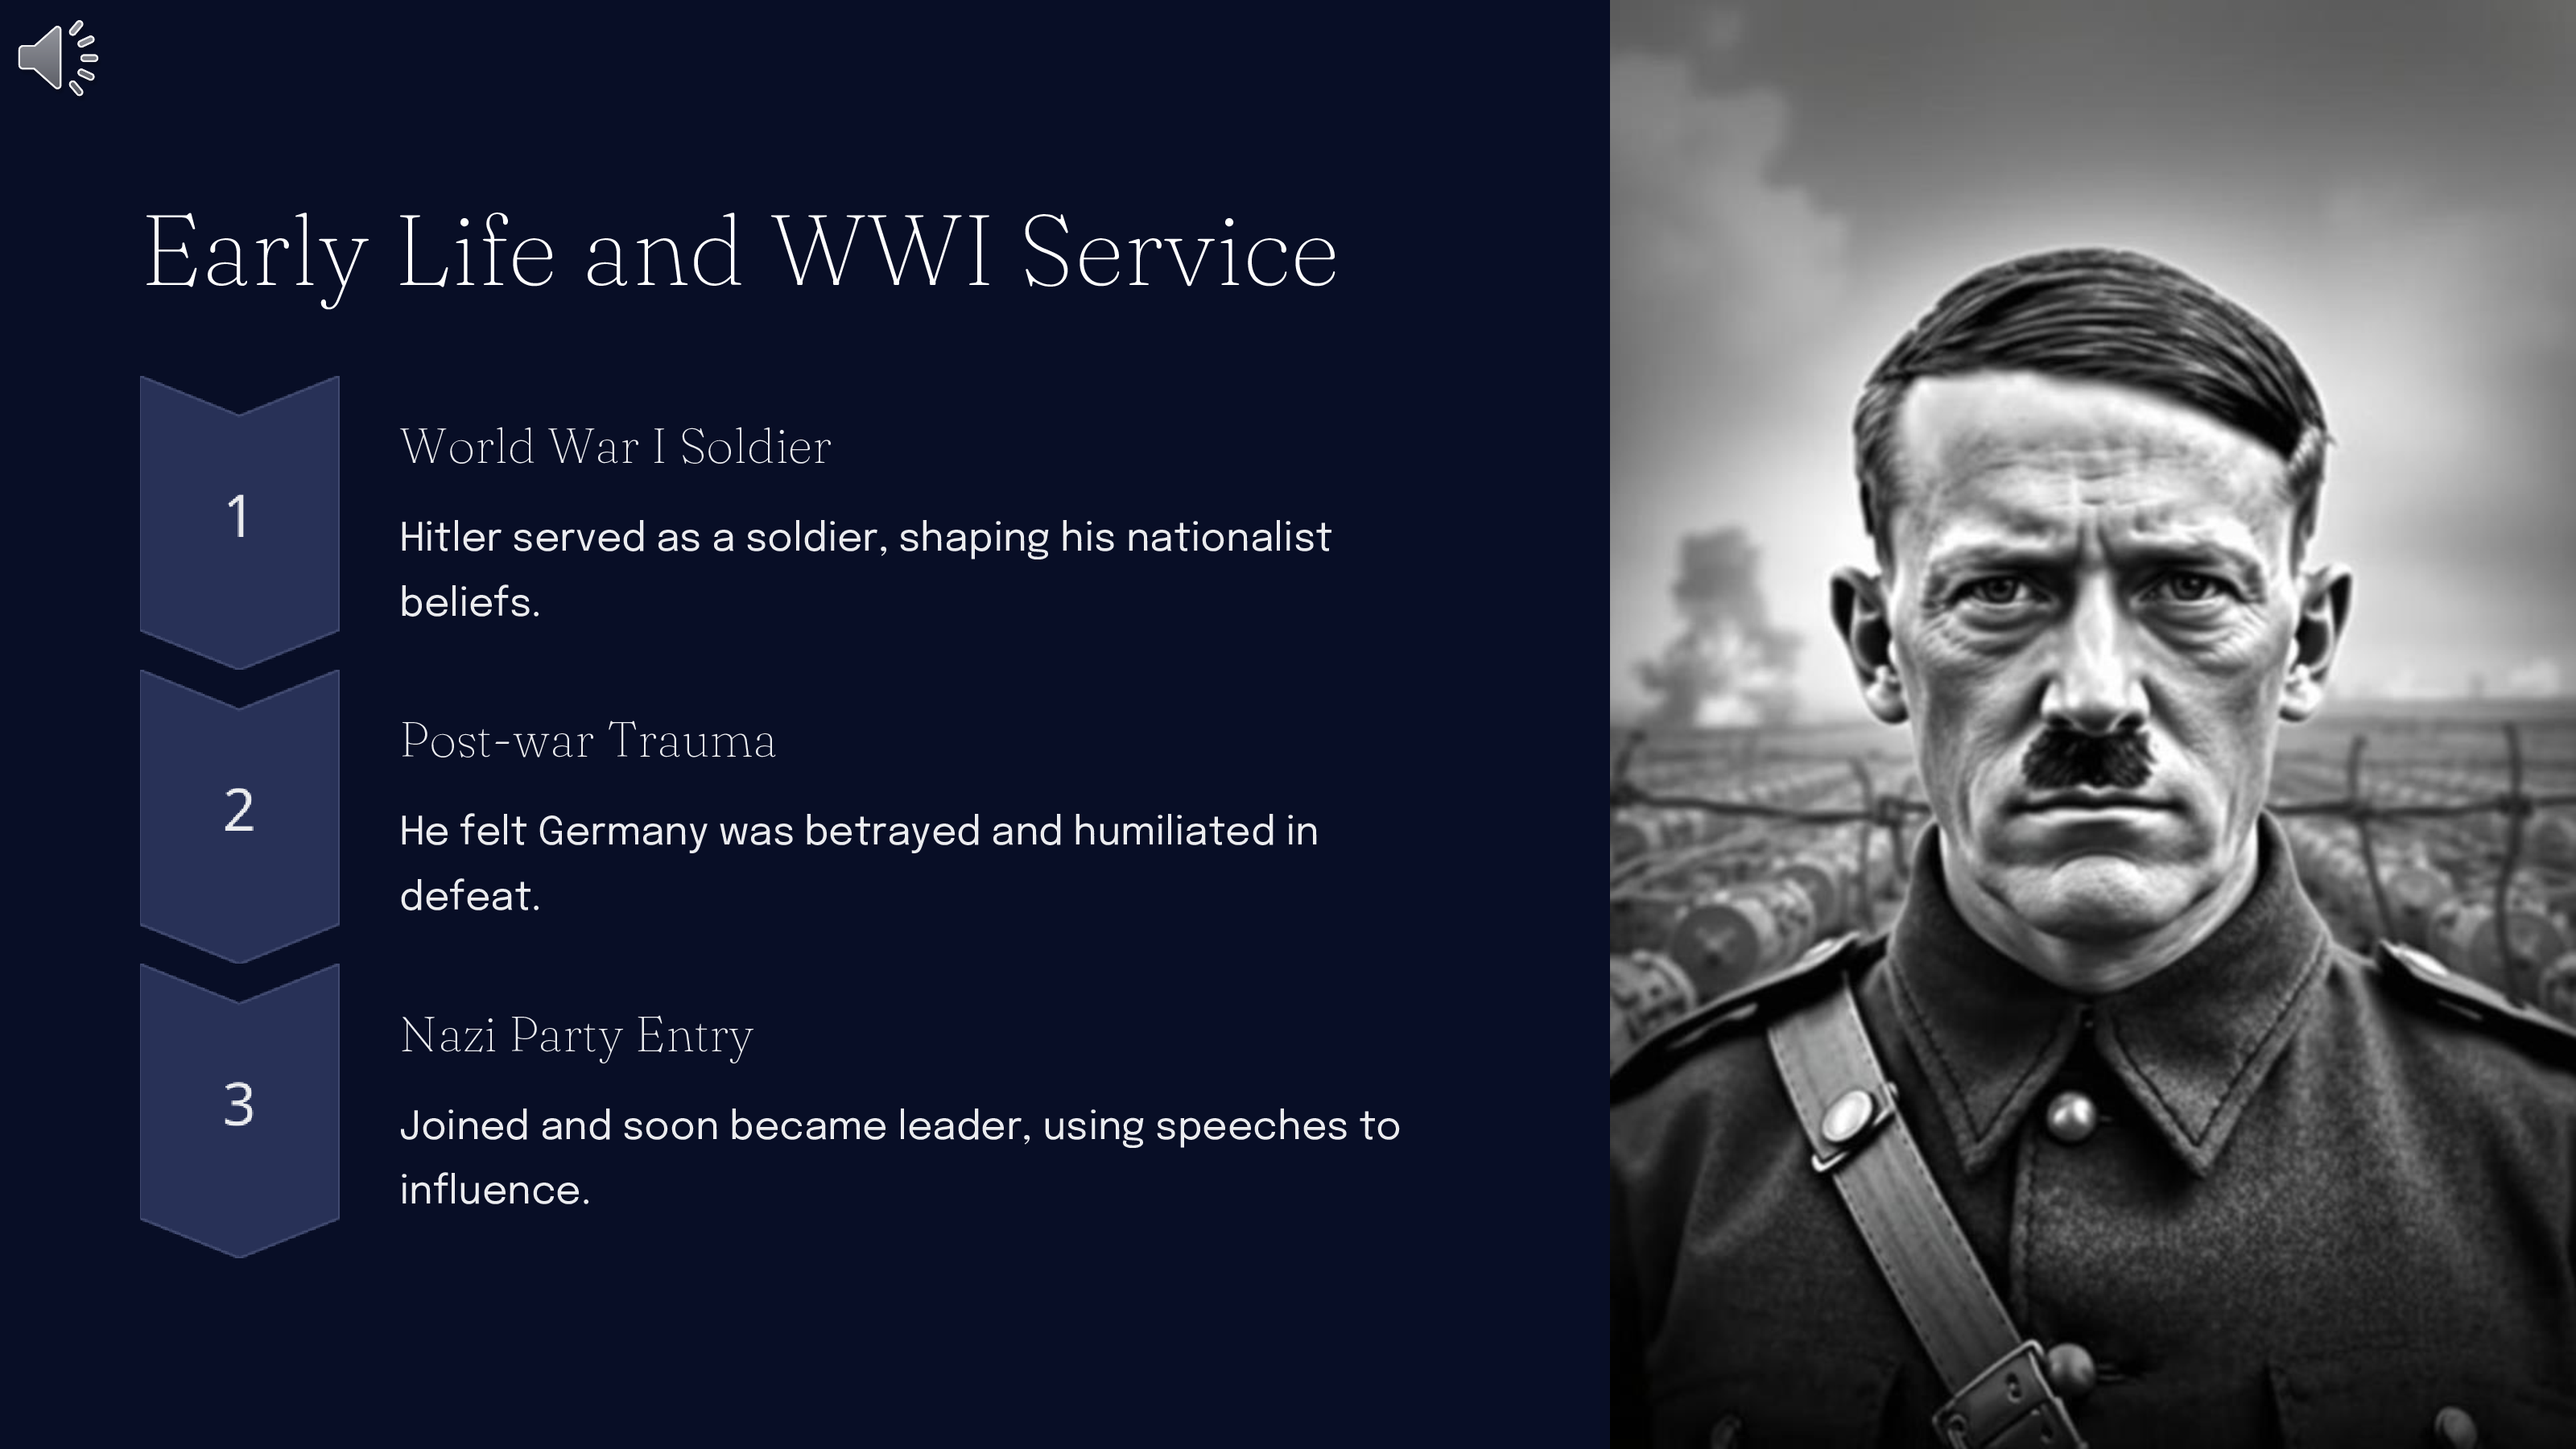 Early Life and WWI Service
1
World War I Soldier
Hitler served as a soldier, shaping his nationalist
beliefs.
2
Post-war Trauma
He felt Germany was betrayed and humiliated in
defeat.
3
Nazi Party Entry
Joined and soon became leader, using speeches to
influence.